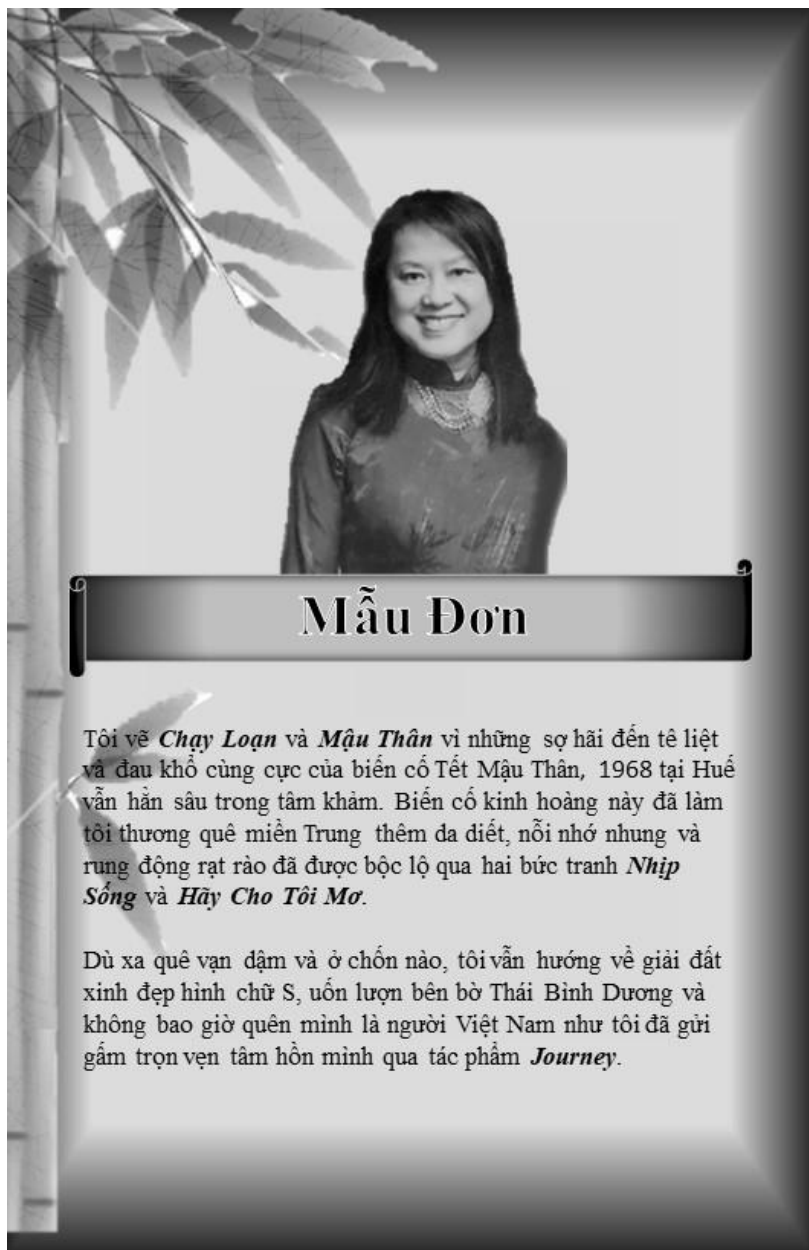 Mẫu Đơn
Tôi vẽ Chạy Loạn và Mậu Thân vì những sợ hãi đến tê liệt
và đau khổ cùng cực của biến cố Tết Mậu Thân, 1968 tại Huế
vẫn hằn sâu trong tâm khảm. Biến cố kinh hoàng này đã làm
tôi thương quê miền Trung thêm da diết, nỗi nhớ nhung và
rung động rạt rào đã được bộc lộ qua hai bức tranh Nhịp
Sống và Hãy Cho Tôi Mơ.
Dù xa quê vạn dậm và ở chốn nào, tôi vẫn hướng về giải đất
xinh đẹp hình chữ S, uốn lượn bên bờ Thái Bình Dương và
không bao giờ quên mình là người Việt Nam như tôi đã gửi
gấm trọn vẹn tâm hồn mình qua tác phẩm Journey.